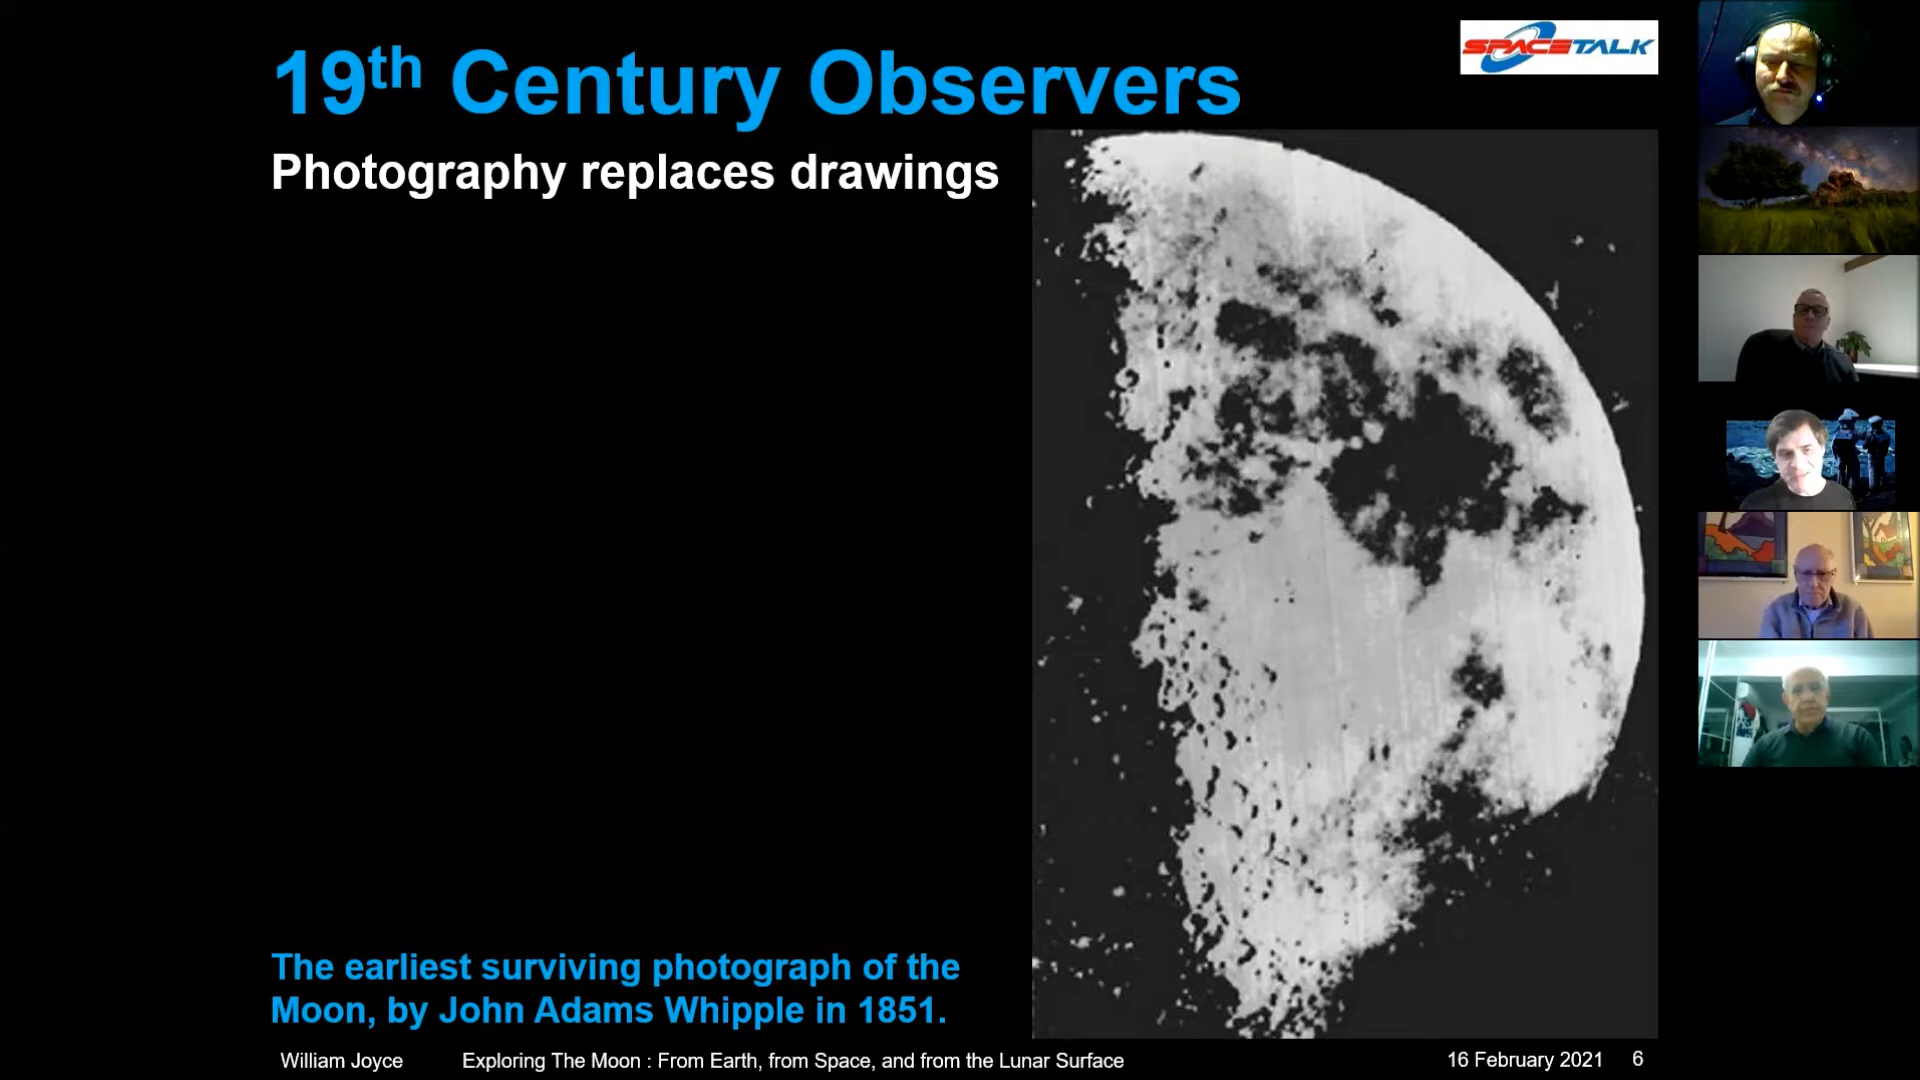 19th Century Observers
SPACETALK
Photography replaces drawings
The earliest surviving photograph of the
Moon, by John Adams Whipple in 1851.
William Joyce Exploring The Moon : From Earth, from Space, and from the Lunar Surface 16 February 2021 6